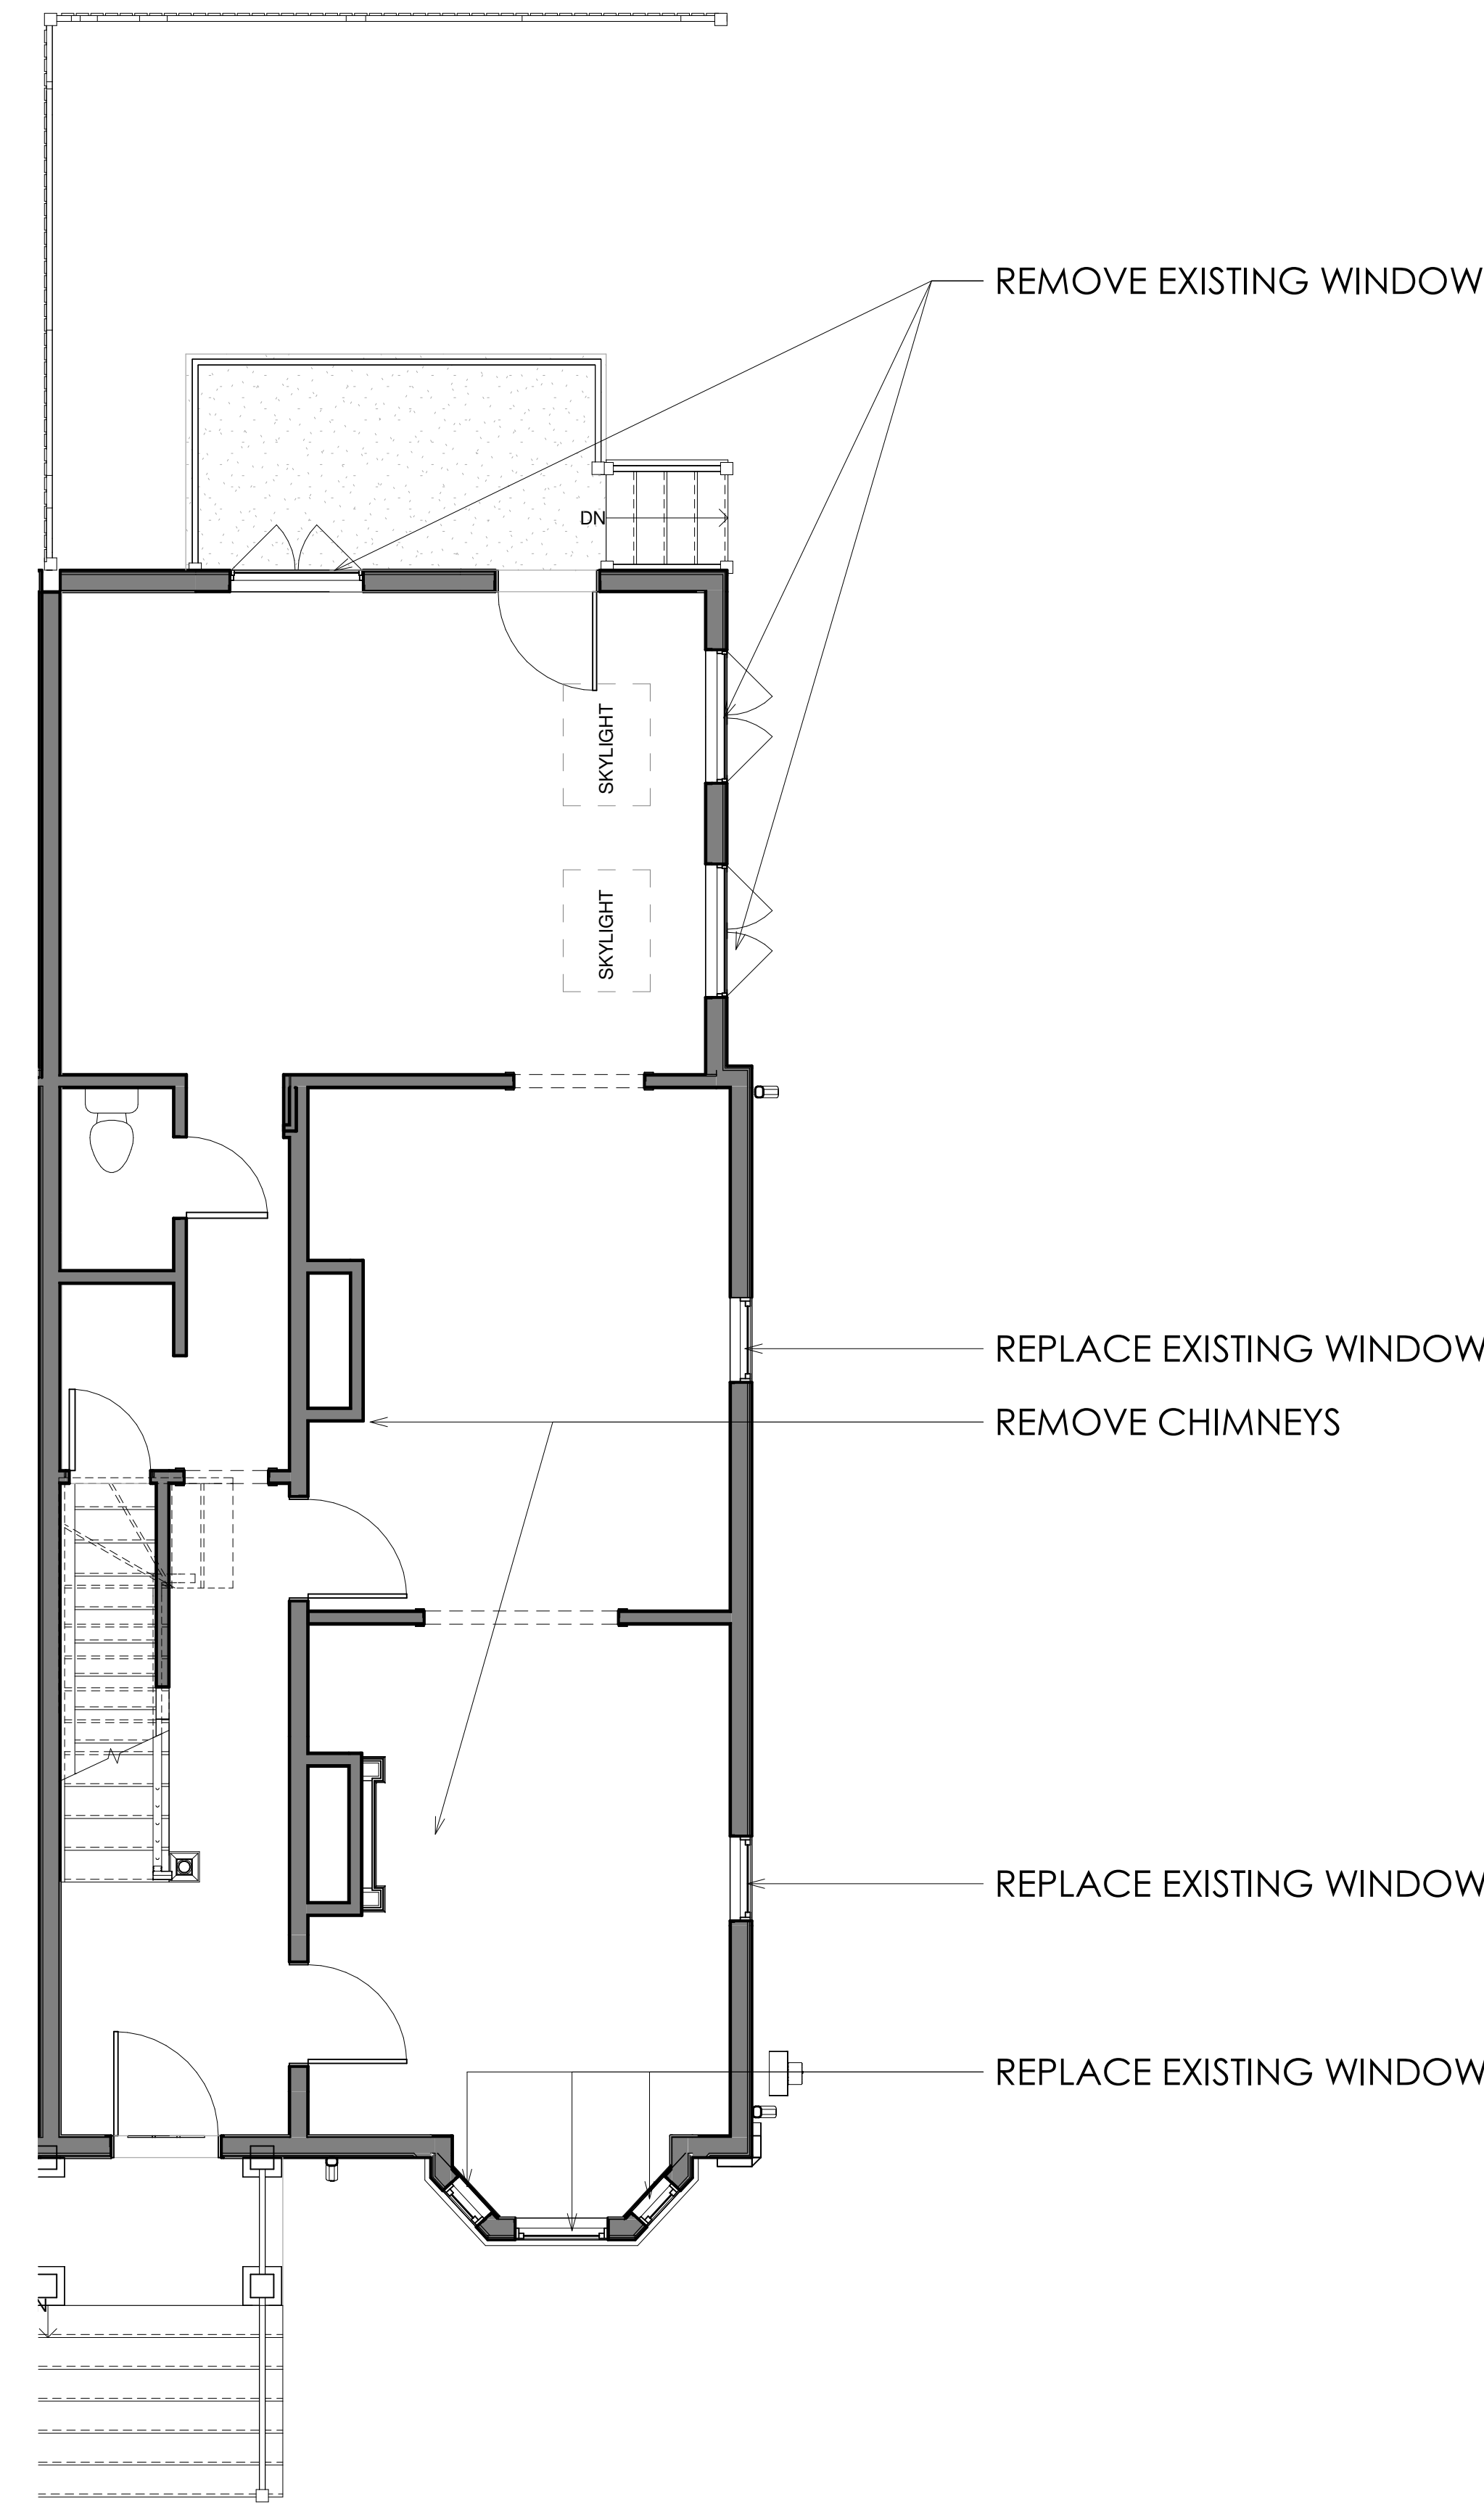 REMOVE EXISTING WINDOW
DN
SKYLIGHT
SKYLIGHT
REPLACE EXISTING WINDOW
REMOVE CHIMNEYS
REPLACE EXISTING WINDOW
REPLACE EXISTING WINDOW